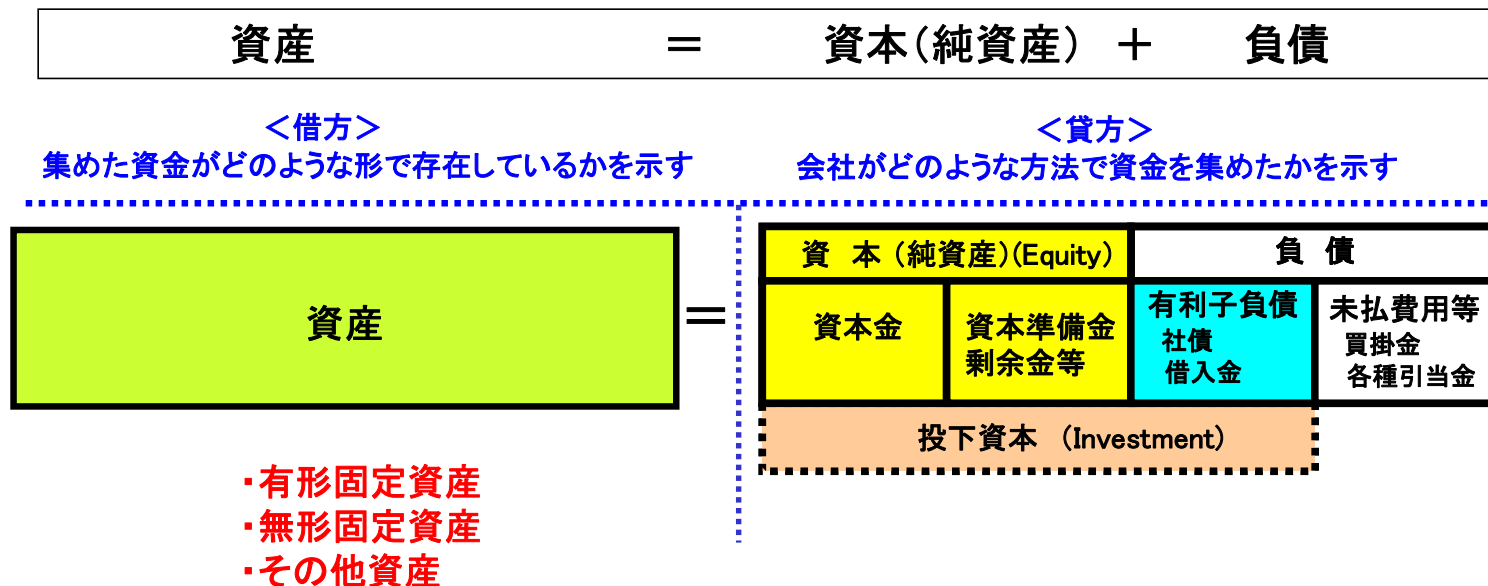 資産 = 資本(純資産) + 負債
<借方>
集めた資金がどのような形で存在しているかを示す
<貸方>
会社がどのような方法で資金を集めたかを示す
資産
=
資 本 (純資産)(Equity)
負 債
資本金
資本準備金
剰余金等
有利子負債
社債
借入金
未払費用等
買掛金
各種引当金
投下資本 (Investment)
・有形固定資産
・無形固定資産
・その他資産